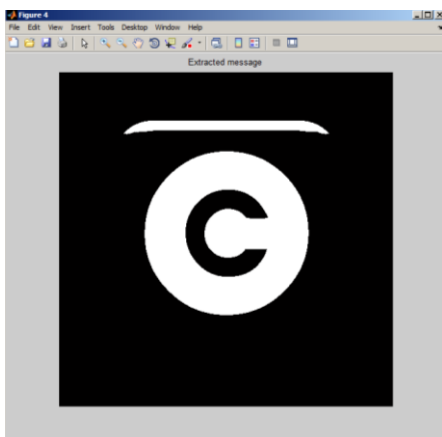 Figure 4
File Edit View Insert Tools Desktop Window Help
Extracted message
C